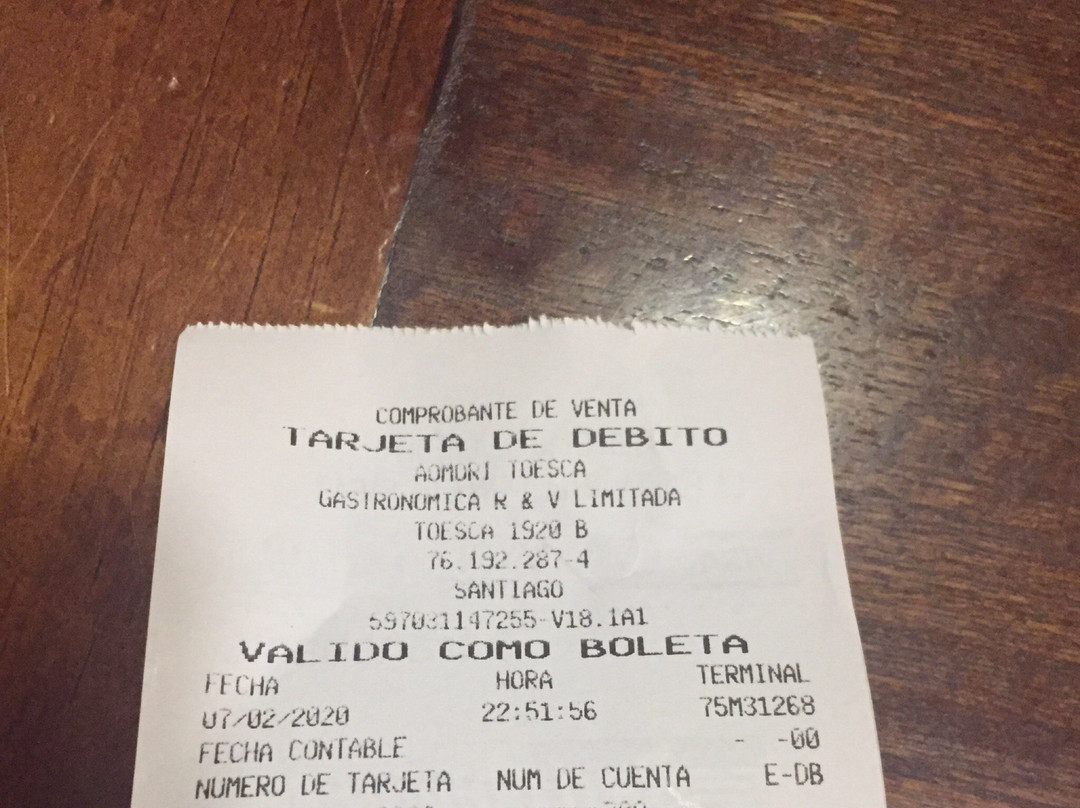 COMPROBANTE DE VENTA
TARJETA DE DEBITO
AOMORI TOESCA
GASTRONOMICA R & V LIMITADA
TOESCA 1920 B
76.192.287-4
SANTIAGO
597031147255-V18.1A1
VALIDO COMO BOLETA
FECHA HORA TERMINAL
07/02/2020 22:51:56 75M31268
FECHA CONTABLE - -00
NUMERO DE TARJETA NUM DE CUENTA E-DB